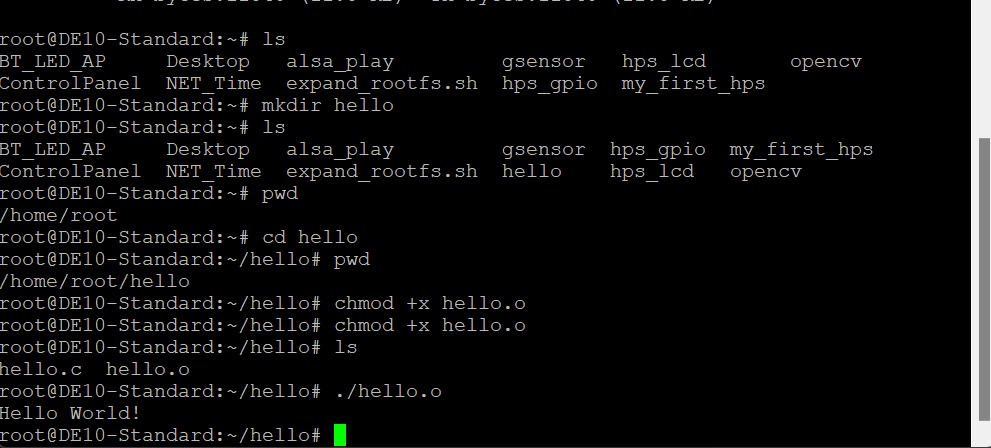 root@DE10-Standard:~# ls
BT_LED_AP     Desktop   alsa_play         gsensor   hps_lcd       opencv
ControlPanel  NET_Time  expand_rootfs.sh  hps_gpio  my_first_hps
root@DE10-Standard:~# mkdir hello
root@DE10-Standard:~# ls
BT_LED_AP     Desktop   alsa_play         gsensor  hps_gpio  my_first_hps
ControlPanel  NET_Time  expand_rootfs.sh  hello    hps_lcd   opencv
root@DE10-Standard:~# pwd
/home/root
root@DE10-Standard:~# cd hello
root@DE10-Standard:~/hello# pwd
/home/root/hello
root@DE10-Standard:~/hello# chmod +x hello.o
root@DE10-Standard:~/hello# chmod +x hello.o
root@DE10-Standard:~/hello# ls
hello.c  hello.o
root@DE10-Standard:~/hello# ./hello.o
Hello World!
root@DE10-Standard:~/hello#